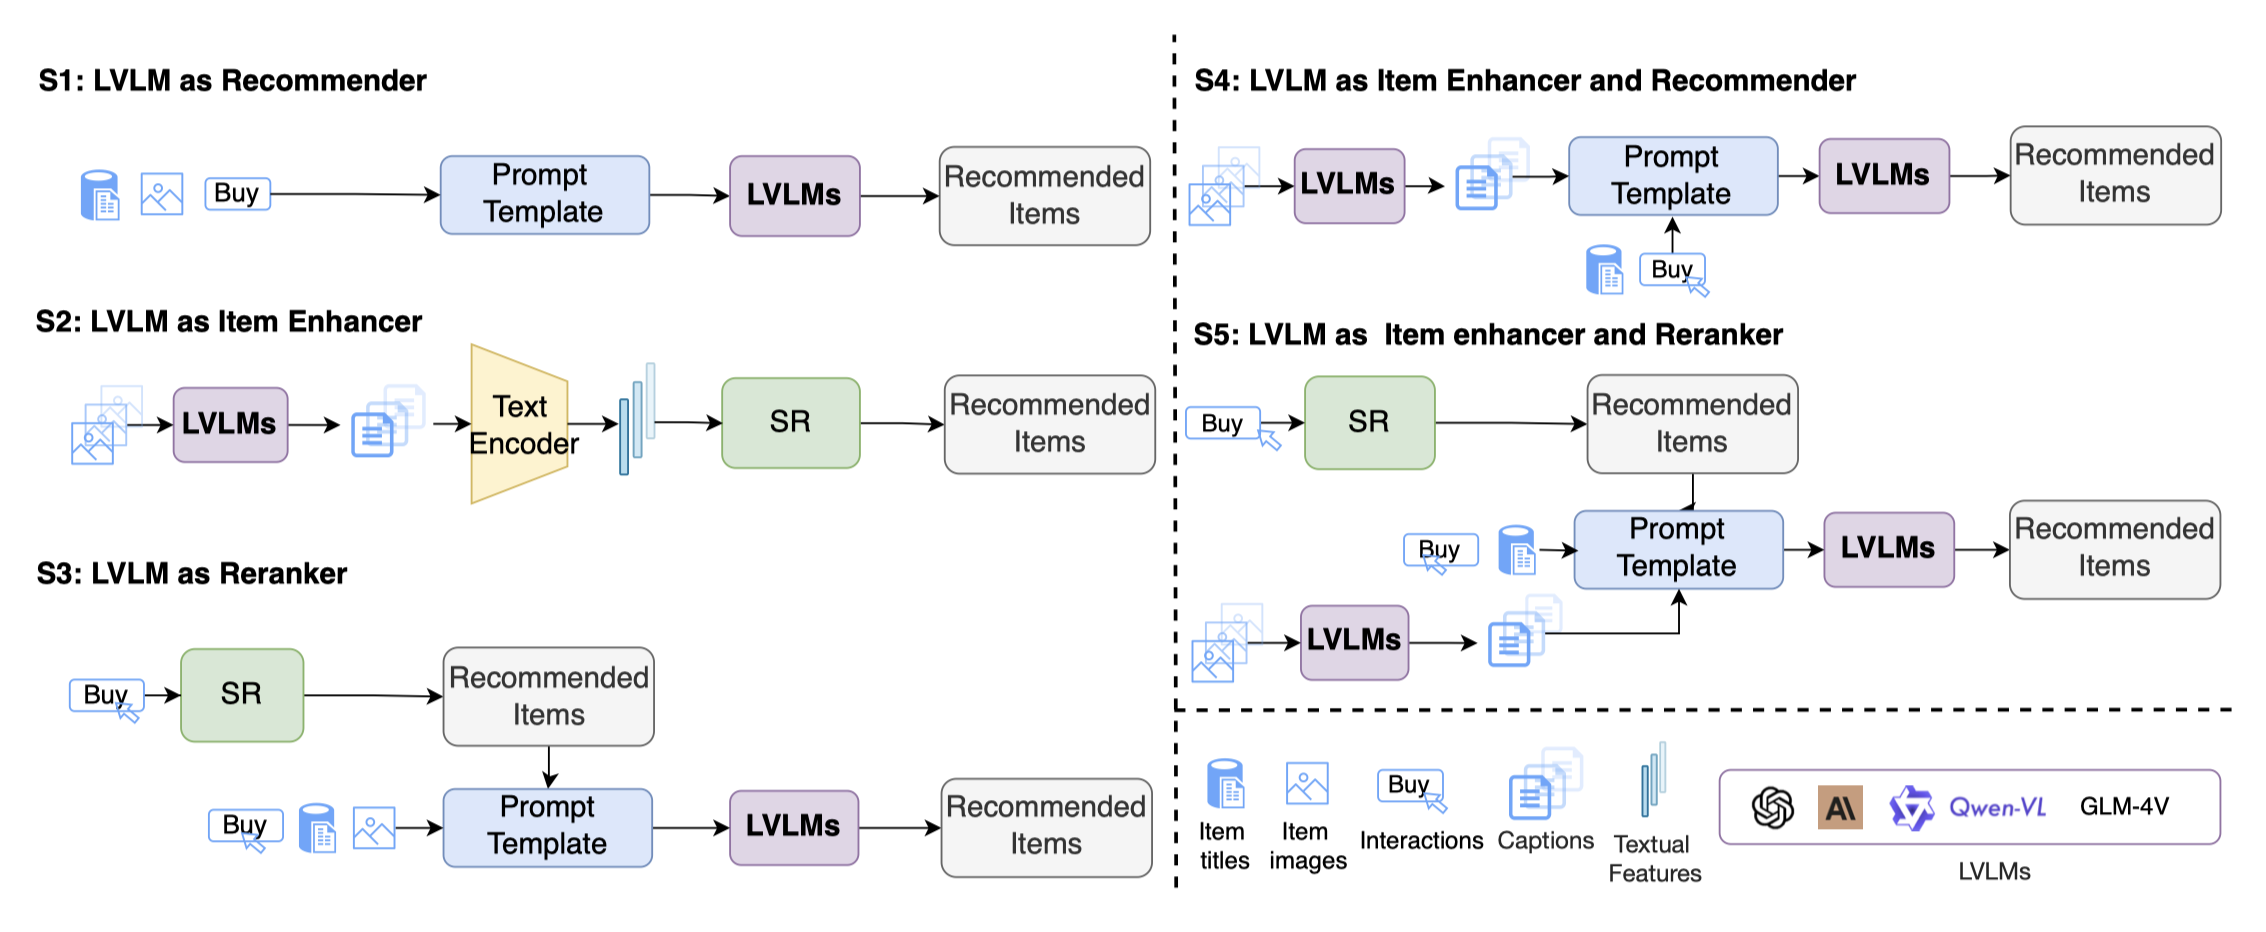 S1: LVLM as Recommender
Buy
Prompt
Template
LVLMs
Recommended
Items
S2: LVLM as Item Enhancer
LVLMs
Text
Encoder
SR
Recommended
Items
S3: LVLM as Reranker
Buy
SR
Recommended
Items
Buy
Prompt
Template
LVLMs
Recommended
Items
S4: LVLM as Item Enhancer and Recommender
LVLMs
Prompt
Template
LVLMs
Recommended
Items
Buy
S5: LVLM as Item enhancer and Reranker
Buy
SR
Recommended
Items
Buy
Prompt
Template
LVLMs
Recommended
Items
LVLMs
Item
titles
Item
images
Buy
Interactions
Captions
Textual
Features
AI
Qwen-VL
GLM-4V
LVLMs